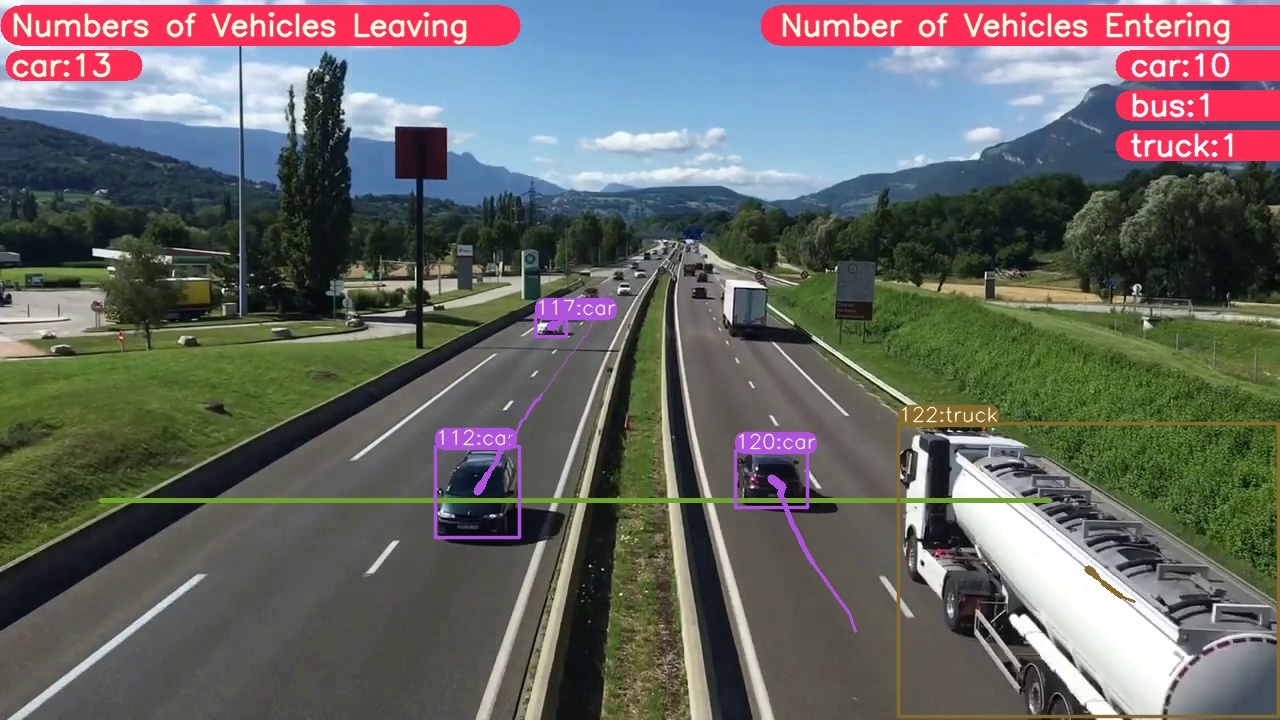 Numbers of Vehicles Leaving
Number of Vehicles Entering
car:13
car:10
bus:1
truck:1
117:car
122:truck
112:car
120:car